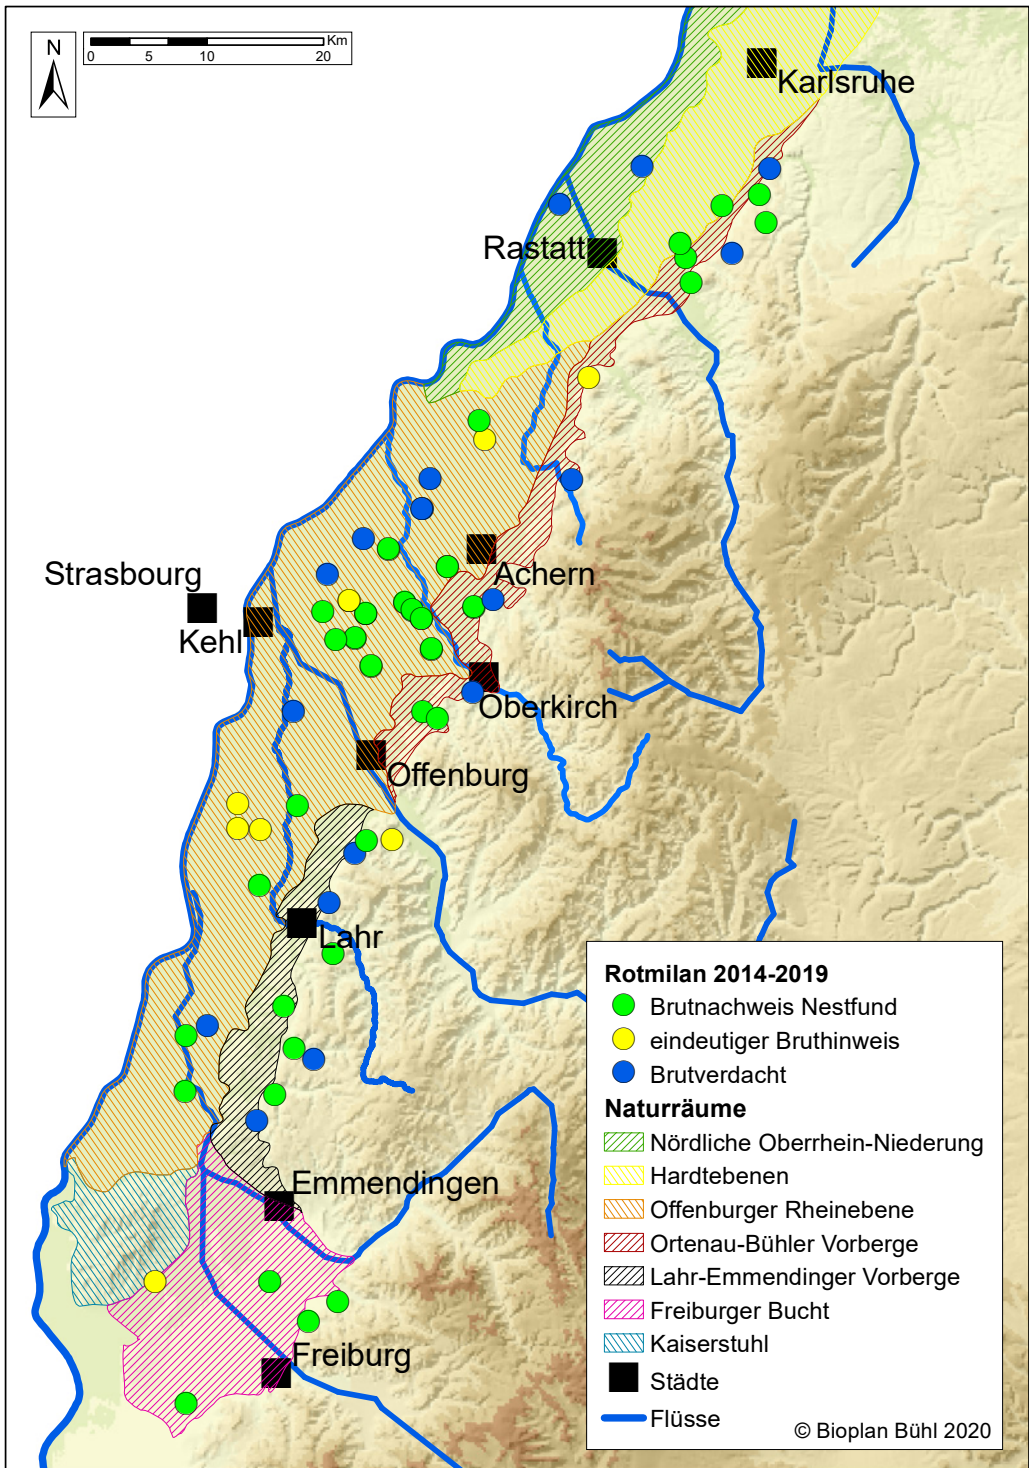 N
Km
0 5 10 20
Karlsruhe
Rastatt
Strasbourg
Achern
Kehl
Oberkirch
Offenburg
Lahr
Emmendingen
Freiburg
Rotmilan 2014-2019
Brutnachweis Nestfund
eindeutiger Bruthinweis
Brutverdacht
Naturräume
Nördliche Oberrhein-Niederung
Hardtebenen
Offenburger Rheinebene
Ortenau-Bühler Vorberge
Lahr-Emmendinger Vorberge
Freiburger Bucht
Kaiserstuhl
Städte
Flüsse
© Bioplan Bühl 2020